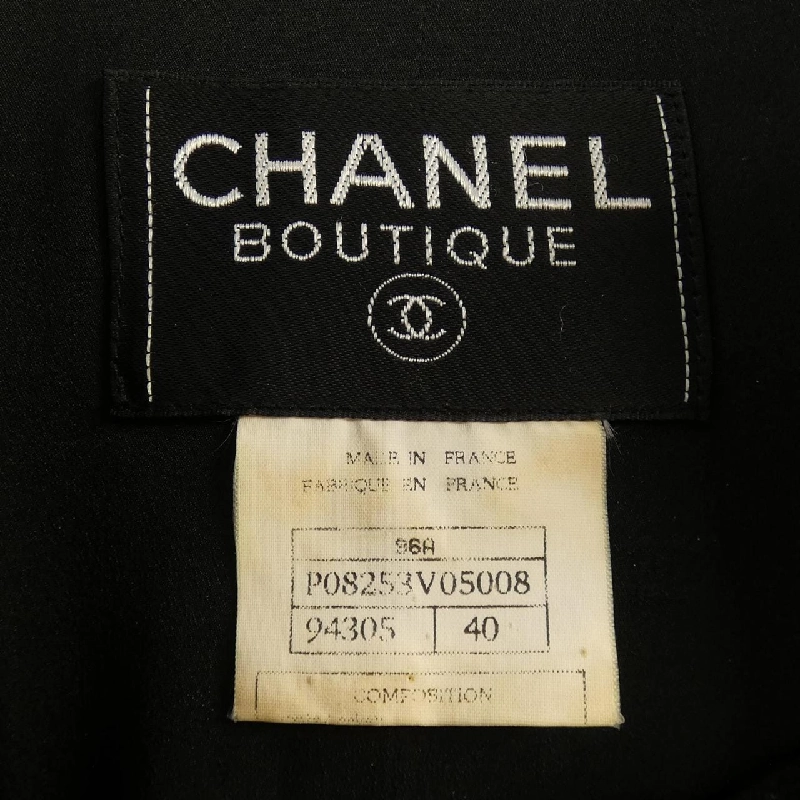 CHANEL
BOUTIQUE
MADE IN FRANCE
FABRIQUE EN FRANCE
96A
P08253V05008
94305 40
COMPOSITION